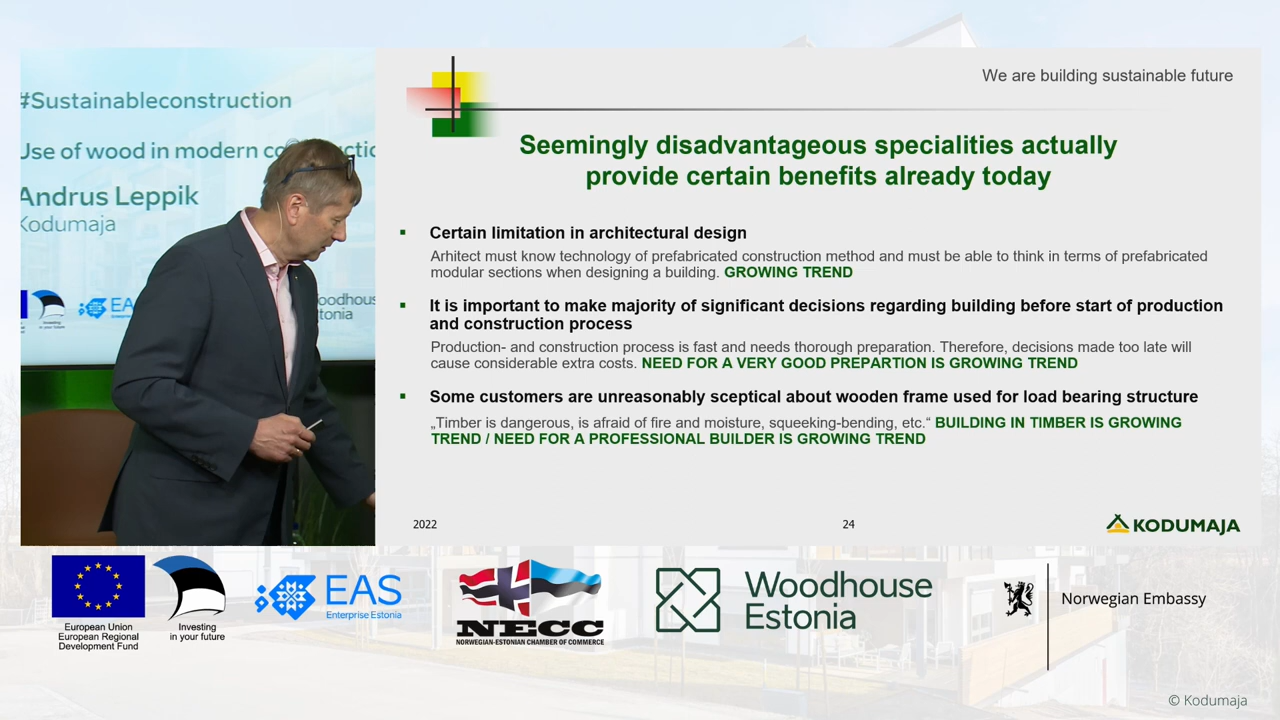 #Sustainableconstruction
Use of wood in modern
Andrus Leppik
Kodumaja
Investing
in your future
EA
oodhous
Estonia
We are building sustainable future
Seemingly disadvantageous specialities actually
provide certain benefits already today
▪ Certain limitation in architectural design
Arhitect must know technology of prefabricated construction method and must be able to think in terms of prefabricated
modular sections when designing a building. GROWING TREND
▪ It is important to make majority of significant decisions regarding building before start of production
and construction process
Production- and construction process is fast and needs thorough preparation. Therefore, decisions made too late will
cause considerable extra costs. NEED FOR A VERY GOOD PREPARTION IS GROWING TREND
▪ Some customers are unreasonably sceptical about wooden frame used for load bearing structure
„Timber is dangerous, is afraid of fire and moisture, squeeking-bending, etc.“ BUILDING IN TIMBER IS GROWING
TREND / NEED FOR A PROFESSIONAL BUILDER IS GROWING TREND
2022
24
KODUMAJA
European Union
European Regional
Development Fund
Investing
in your future
EAS
Enterprise Estonia
NECC
NORWEGIAN-ESTONIAN CHAMBER OF COMMERCE
Woodhouse
Estonia
Norwegian Embassy
© Kodumaja